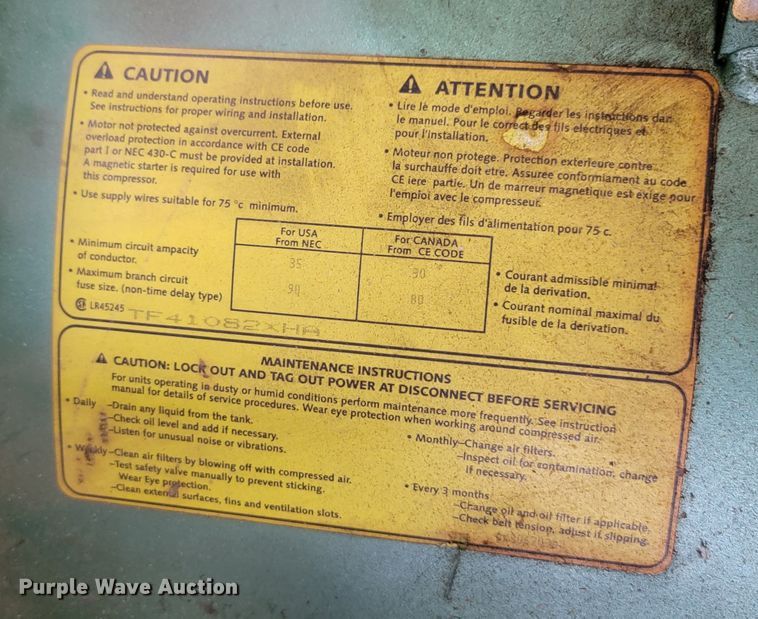 CAUTION
• Read and understand operating instructions before use.
See instructions for proper wiring and installation.
• Motor not protected against overcurrent. External
overload protection in accordance with CE code
part I or NEC 430-C must be provided at installation.
A magnetic starter is required for use with
this compressor.
• Use supply wires suitable for 75 °c minimum.
ATTENTION
• Lire le mode d'emploi. Regarder les instructions dan
le manuel. Pour le correct des fils electriques et
pour l'installation.
• Moteur non protege. Protection exterieure contre
la surchauffe doit etre. Assuree conformiament au code
CE iere partie. Un de marreur magnetique est exige pour
l'emploi avec le compresseur.
• Employer des fils d'alimentation pour 75 c.
For USA
From NEC
For CANADA
From CE CODE
• Minimum circuit ampacity
of conductor.
35
30
• Courant admissible minimal
de la derivation.
• Maximum branch circuit
fuse size. (non-time delay type)
90
80
• Courant nominal maximal du
fusible de la derivation.
LR45245 TF41082XHA
MAINTENANCE INSTRUCTIONS
CAUTION: LOCK OUT AND TAG OUT POWER AT DISCONNECT BEFORE SERVICING
For units operating in dusty or humid conditions perform maintenance more frequently. See instruction
manual for details of service procedures. Wear eye protection when working around compressed air.
• Daily –Drain any liquid from the tank.
–Check oil level and add if necessary.
–Listen for unusual noise or vibrations.
• Weekly–Clean air filters by blowing off with compressed air.
–Test safety valve manually to prevent sticking.
Wear Eye protection.
–Clean external surfaces, fins and ventilation slots.
• Monthly–Change air filters.
–Inspect oil for contamination, change
if necessary.
• Every 3 months
–Change oil and oil filter if applicable.
–Check belt tension, adjust if slipping.
Purple Wave Auction